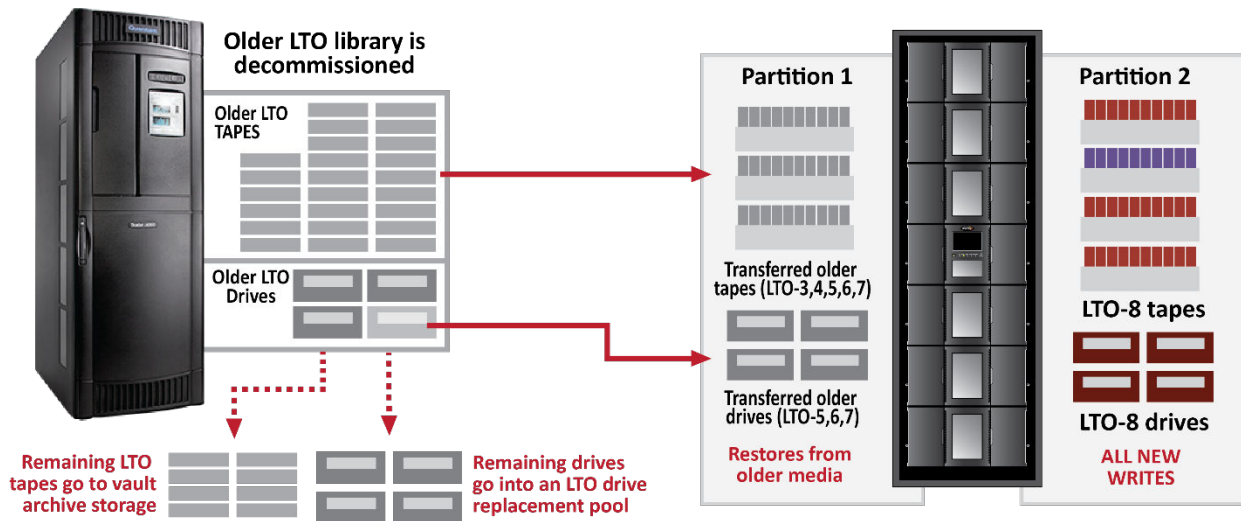 Quantum
Older LTO library is
decommissioned
Older LTO
TAPES
Older LTO
Drives
Remaining LTO
tapes go to vault
archive storage
Remaining drives
go into an LTO drive
replacement pool
Partition 1
Transferred older
tapes (LTO-3,4,5,6,7)
Transferred older
drives (LTO-5,6,7)
Restores from
older media
Partition 2
LTO-8 tapes
LTO-8 drives
ALL NEW
WRITES